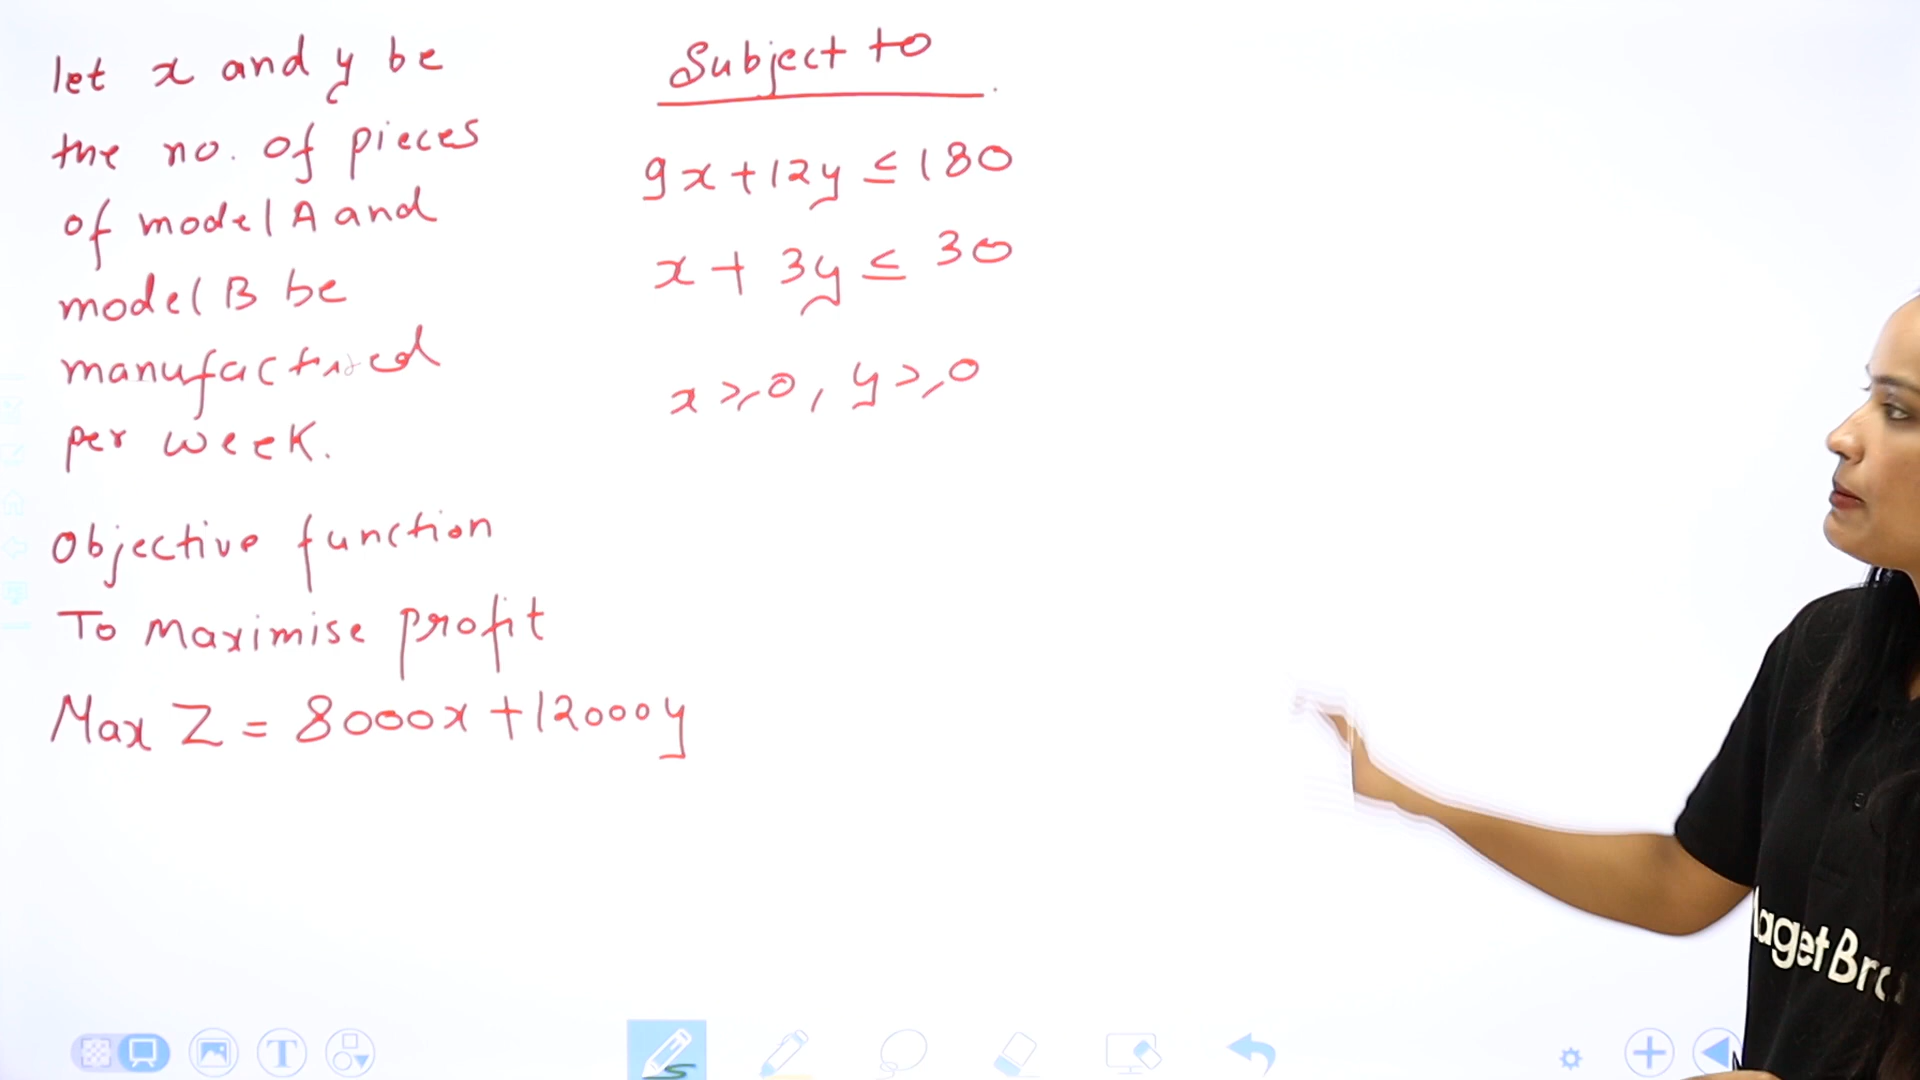 let x and y be
the no. of pieces
of model A and
model B be
manufactured
per week.
Objective function
To Maximise profit
Max Z = 8000x + 12000y
Subject to
9x + 12y ≤ 180
x + 3y ≤ 30
x ≥ 0, y ≥ 0